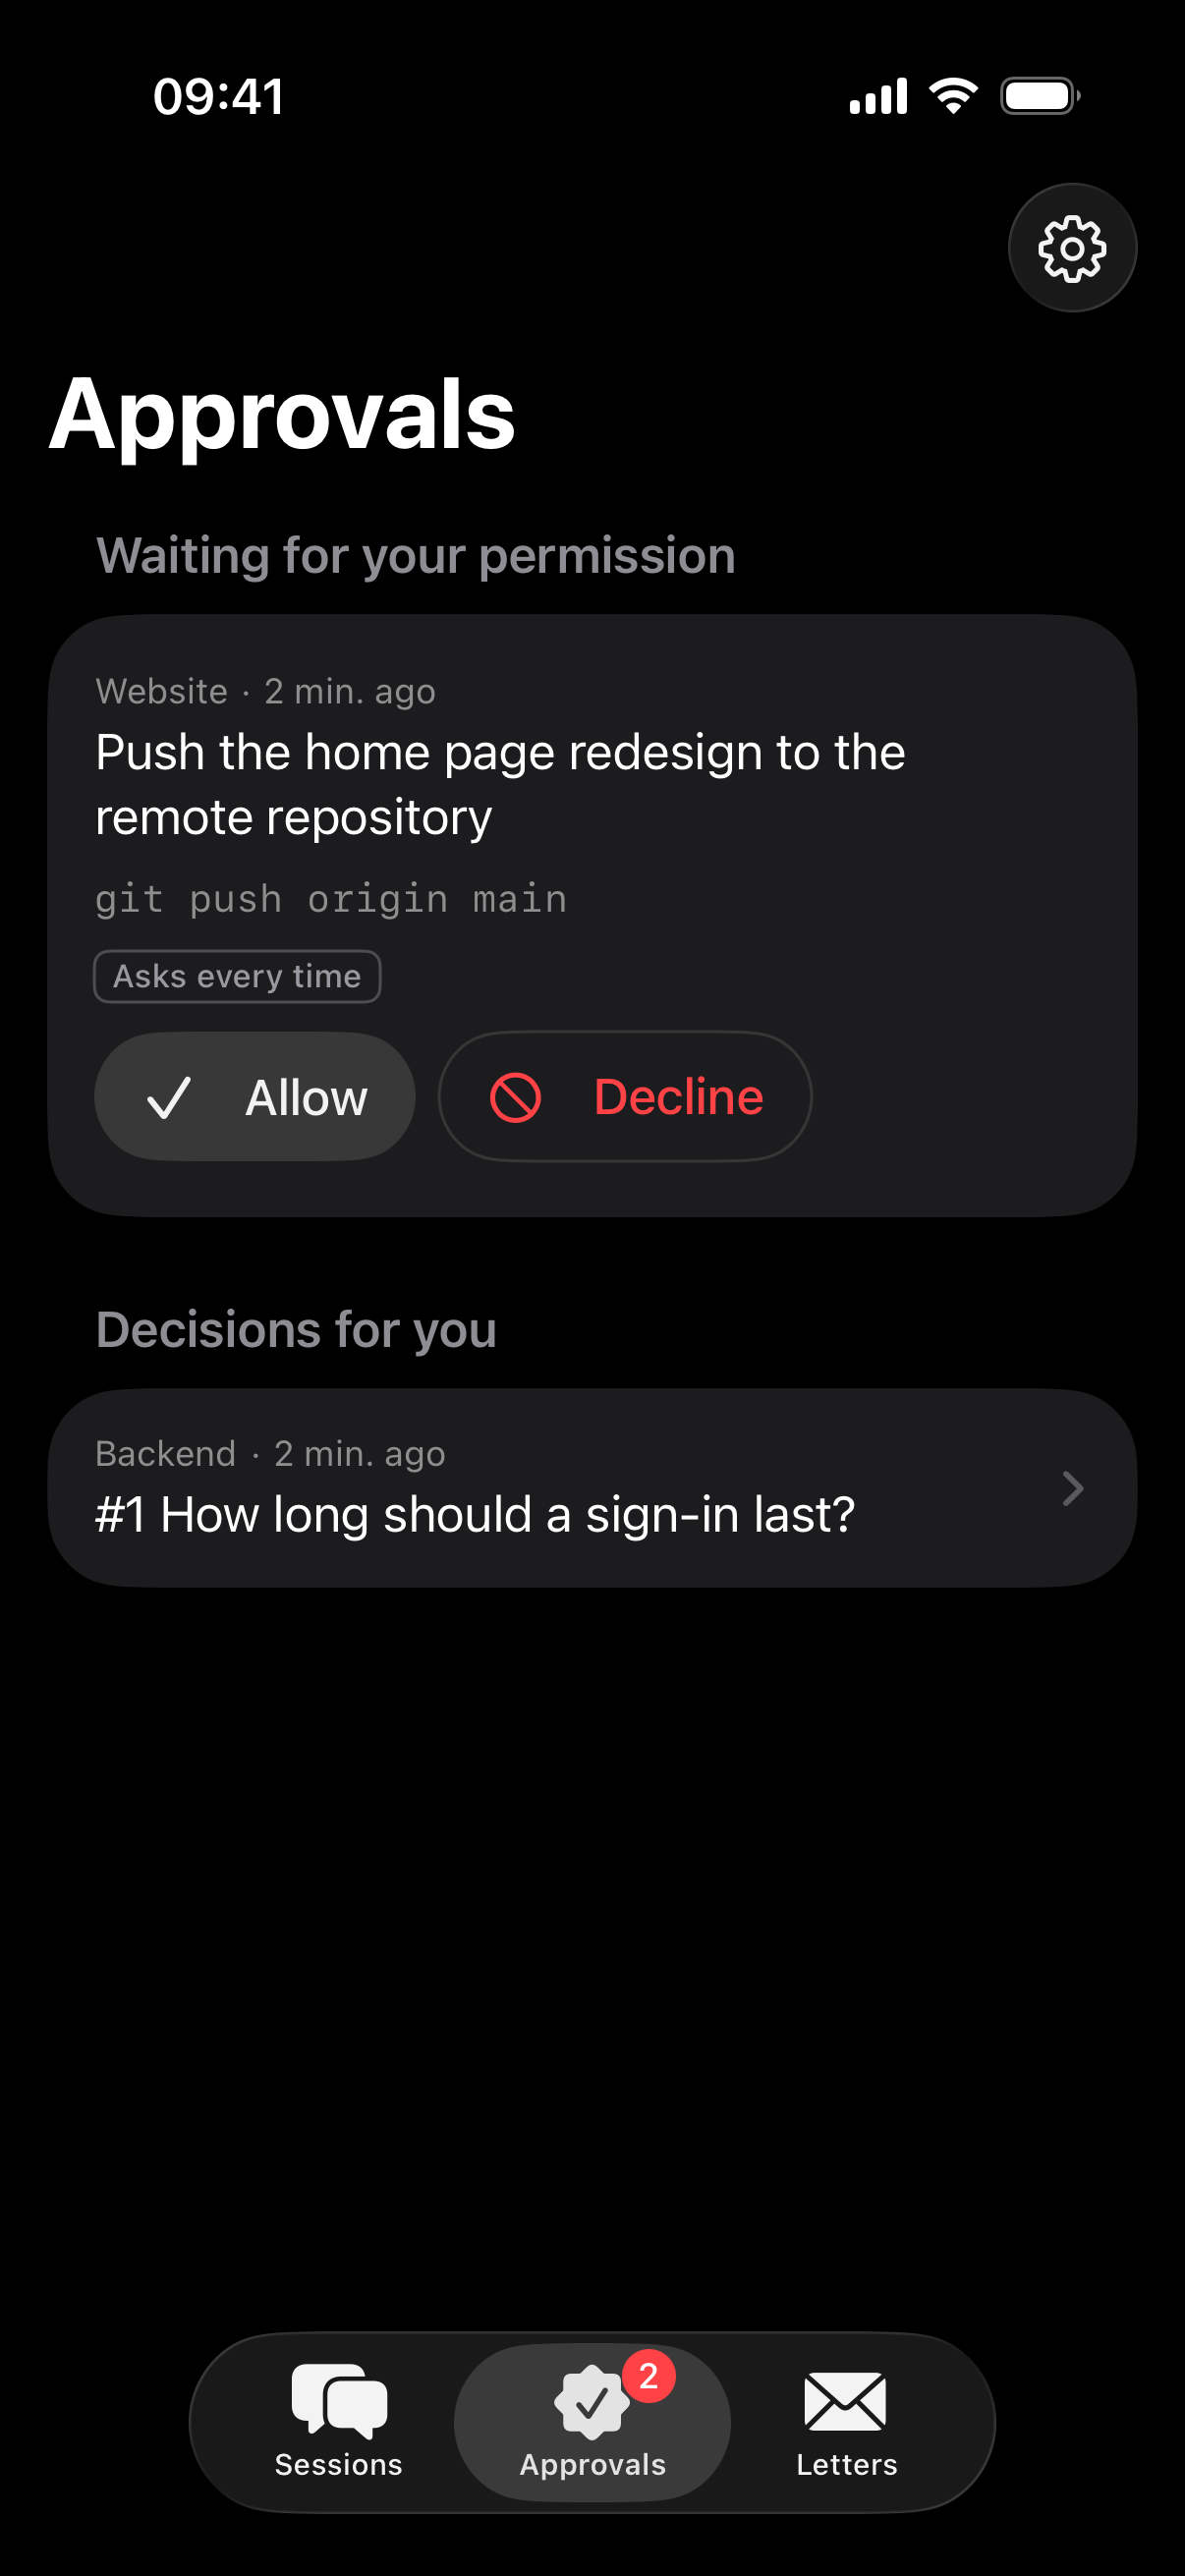 09:41
Approvals
Waiting for your permission
Website · 2 min. ago
Push the home page redesign to the
remote repository
git push origin main
Asks every time
Allow
Decline
Decisions for you
Backend · 2 min. ago
#1 How long should a sign-in last?
2
Sessions
Approvals
Letters